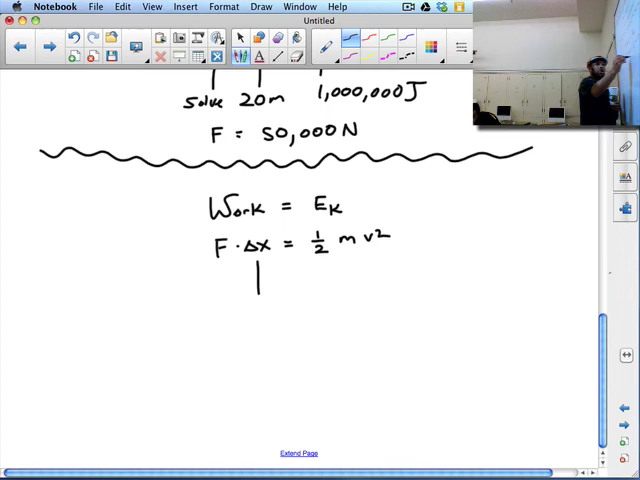 Notebook File Edit View Insert Format Draw Window Help
Untitled
solve 20m 1,000,000J
F = 50,000N
Work = EK
F · Δx = 1/2 m v²
Extend Page